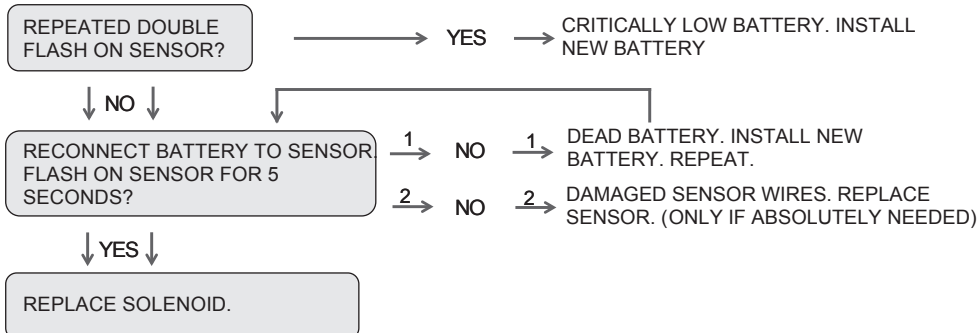 REPEATED DOUBLE
FLASH ON SENSOR?
YES
CRITICALLY LOW BATTERY. INSTALL
NEW BATTERY
NO
RECONNECT BATTERY TO SENSOR.
FLASH ON SENSOR FOR 5
SECONDS?
1
NO
1
DEAD BATTERY. INSTALL NEW
BATTERY. REPEAT.
2
NO
2
DAMAGED SENSOR WIRES. REPLACE
SENSOR. (ONLY IF ABSOLUTELY NEEDED)
YES
REPLACE SOLENOID.